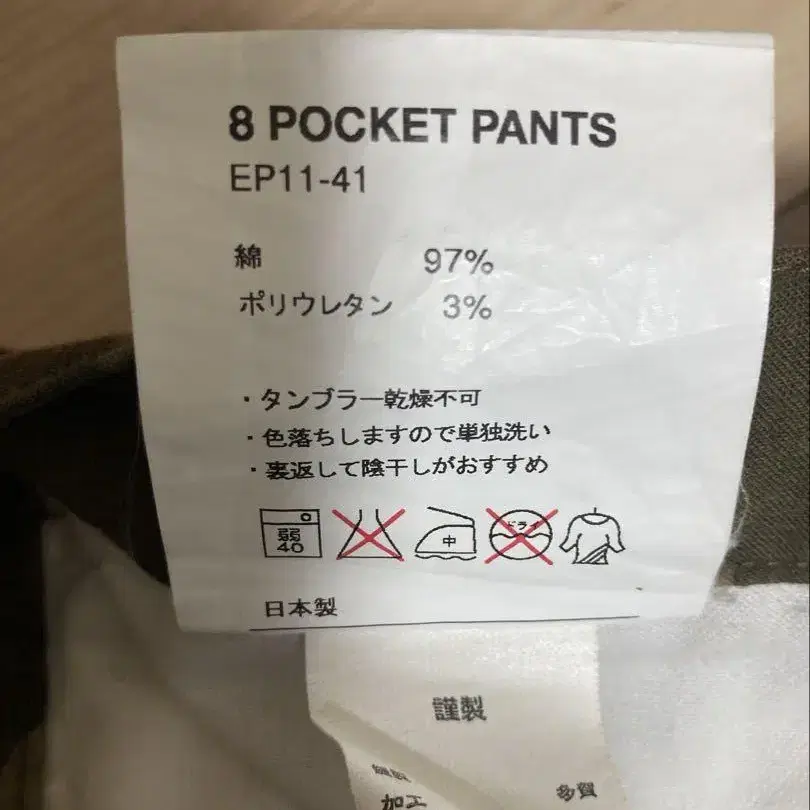 8 POCKET PANTS
EP11-41
綿 97%
ポリウレタン 3%
・タンブラー乾燥不可
・色落ちしますので単独洗い
・裏返して陰干しがおすすめ
弱
40
中
ドライ
日本製
謹製
加工
多賀